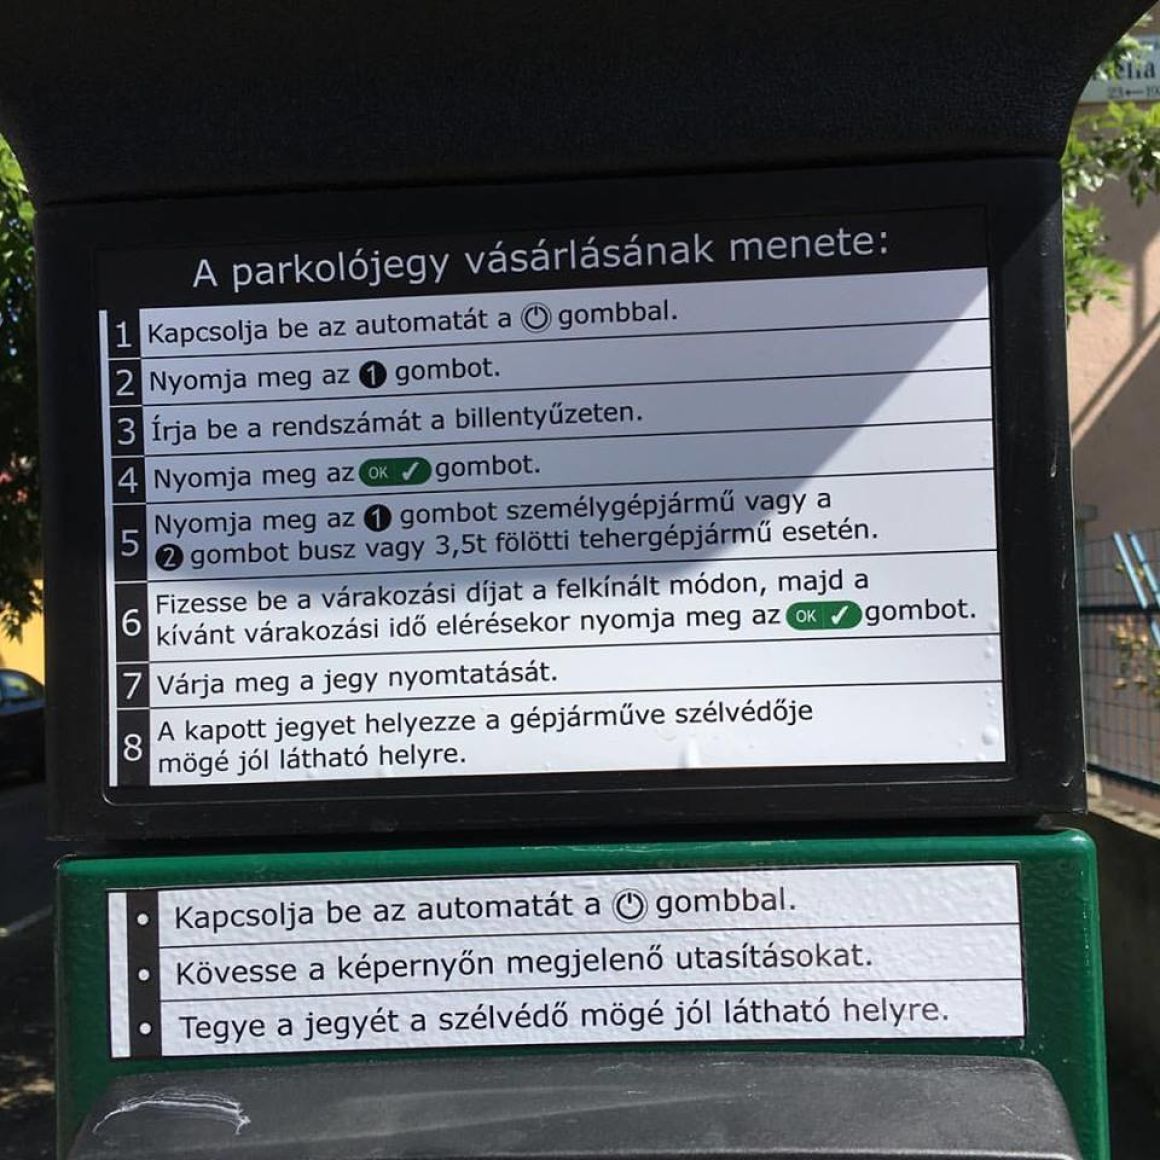 A parkolójegy vásárlásának menete:
1 Kapcsolja be az automatát a gombbal.
2 Nyomja meg az 1 gombot.
3 Írja be a rendszámát a billentyűzeten.
4 Nyomja meg az OK ✓ gombot.
5 Nyomja meg az 1 gombot személygépjármű vagy a
2 gombot busz vagy 3,5t fölötti tehergépjármű esetén.
6 Fizesse be a várakozási díjat a felkínált módon, majd a
kívánt várakozási idő elérésekor nyomja meg az OK ✓ gombot.
7 Várja meg a jegy nyomtatását.
8 A kapott jegyet helyezze a gépjárműve szélvédője
mögé jól látható helyre.
• Kapcsolja be az automatát a gombbal.
• Kövesse a képernyőn megjelenő utasításokat.
• Tegye a jegyét a szélvédő mögé jól látható helyre.